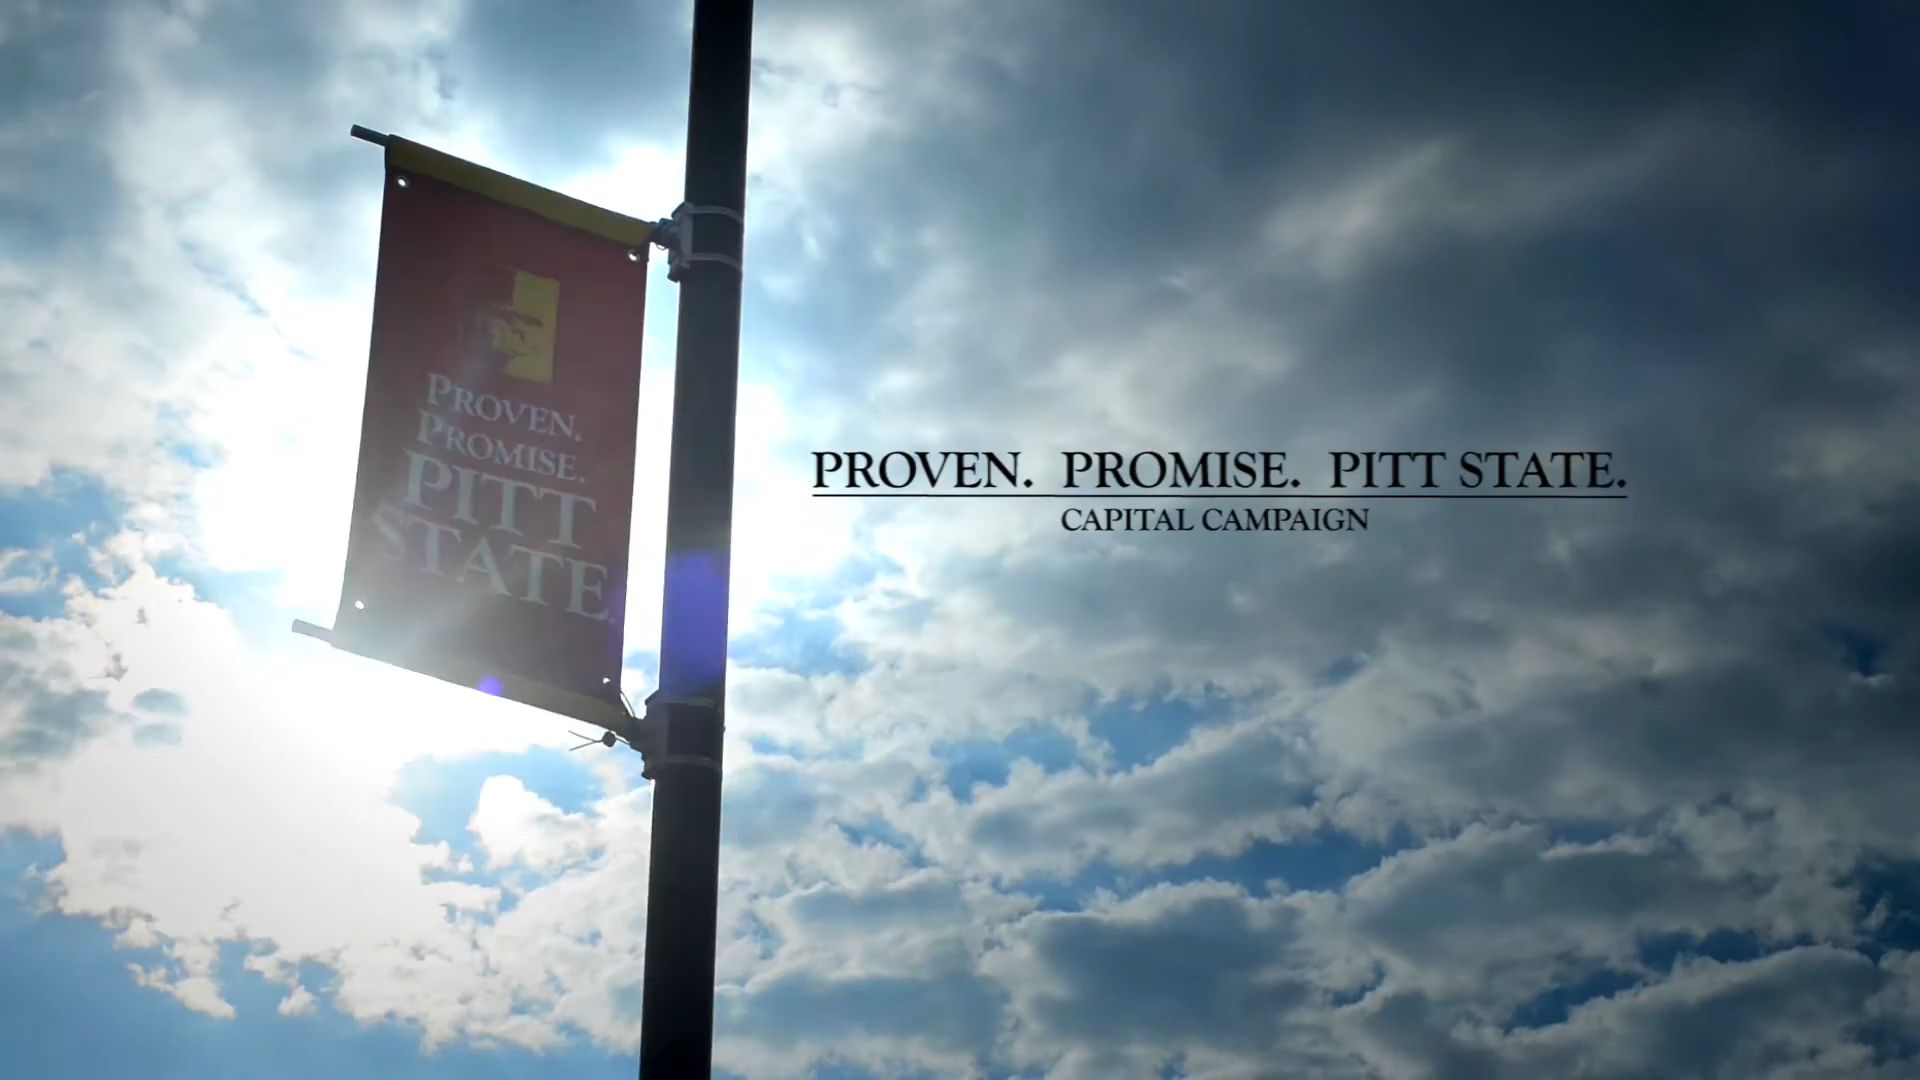 PROVEN.
PROMISE.
PITT
STATE.
PROVEN. PROMISE. PITT STATE.
CAPITAL CAMPAIGN